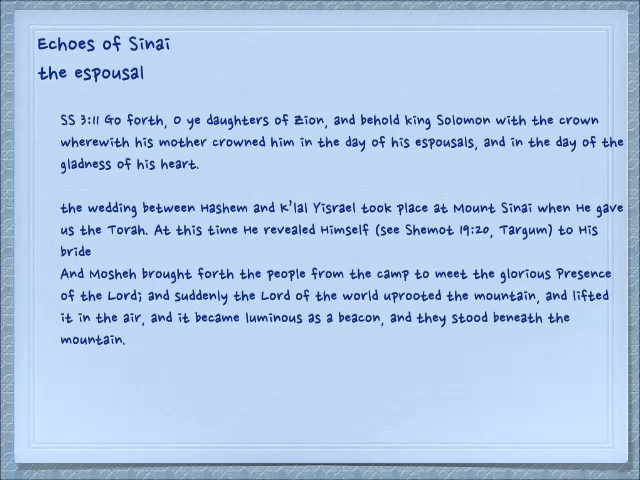 Echoes of Sinai
the espousal
SS 3:11 Go forth, O ye daughters of Zion, and behold king Solomon with the crown
wherewith his mother crowned him in the day of his espousals, and in the day of the
gladness of his heart.
the wedding between Hashem and K'lal Yisrael took place at Mount Sinai when He gave
us the Torah. At this time He revealed Himself (see Shemot 19:20, Targum) to His
bride
And Mosheh brought forth the people from the camp to meet the glorious Presence
of the Lord; and suddenly the Lord of the world uprooted the mountain, and lifted
it in the air, and it became luminous as a beacon, and they stood beneath the
mountain.